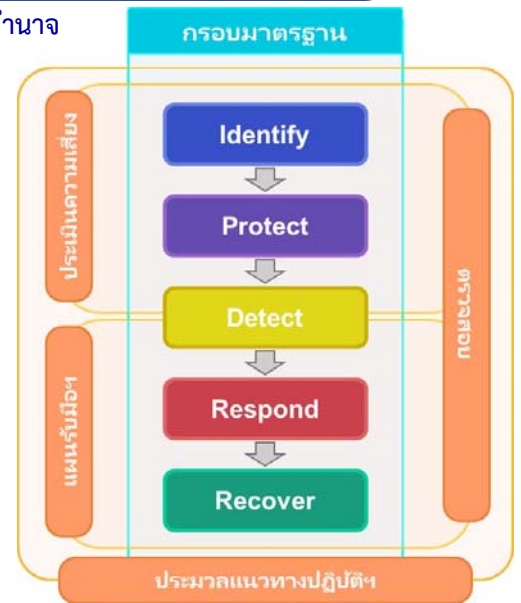 ำนาจ
กรอบมาตรฐาน
ประเมินความเสี่ยง
Identify
Protect
Detect
ตรวจสอบ
แผนรับมือฯ
Respond
Recover
ประมวลแนวทางปฏิบัติฯ